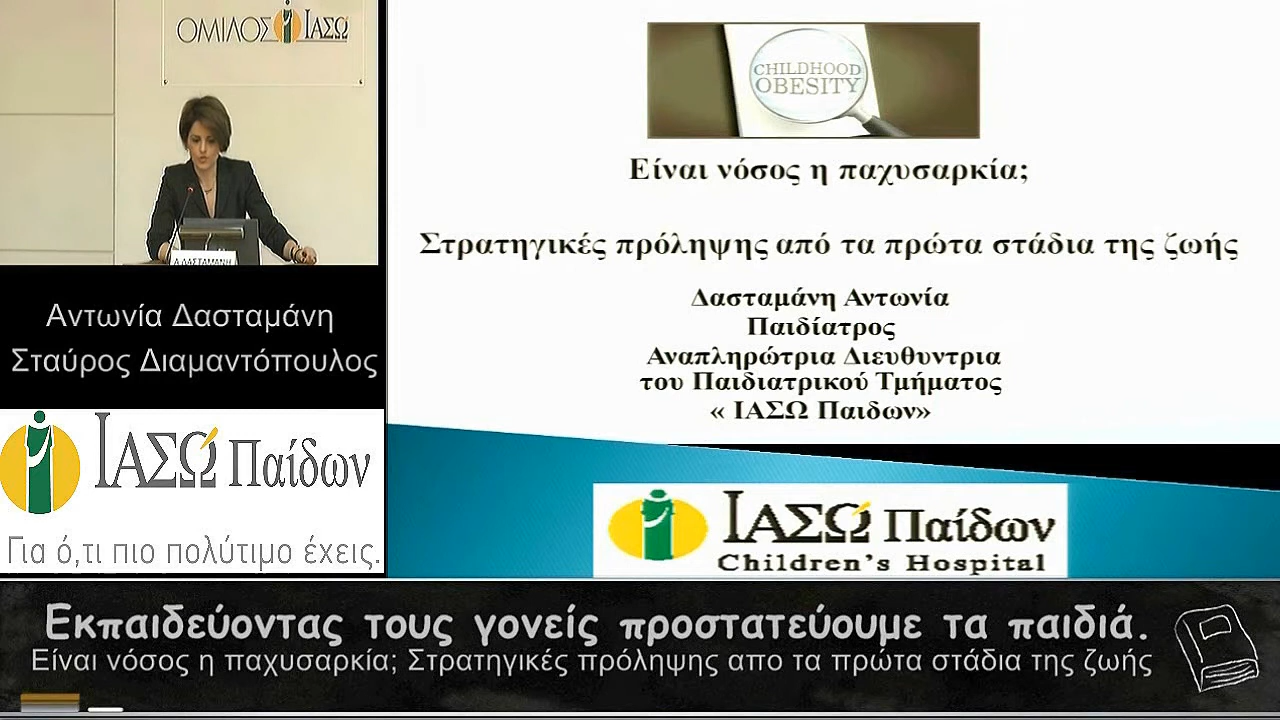 ΟΜΙΛΟΣ ΙΑΣΩ
Δ.ΔΑΣΤΑΜΑΝΗ
Αντωνία Δασταμάνη
Σταύρος Διαμαντόπουλος
ΙΑΣΩ Παίδων
Για ό,τι πιο πολύτιμο έχεις.
CHILDHOOD
OBESITY
Είναι νόσος η παχυσαρκία;
Στρατηγικές πρόληψης από τα πρώτα στάδια της ζωής
Δασταμάνη Αντωνία
Παιδίατρος
Αναπληρώτρια Διευθυντρια
του Παιδιατρικού Τμήματος
« ΙΑΣΩ Παιδων»
ΙΑΣΩ Παίδων
Children's Hospital
Εκπαιδεύοντας τους γονείς προστατεύουμε τα παιδιά.
Είναι νόσος η παχυσαρκία; Στρατηγικές πρόληψης απο τα πρώτα στάδια της ζωής